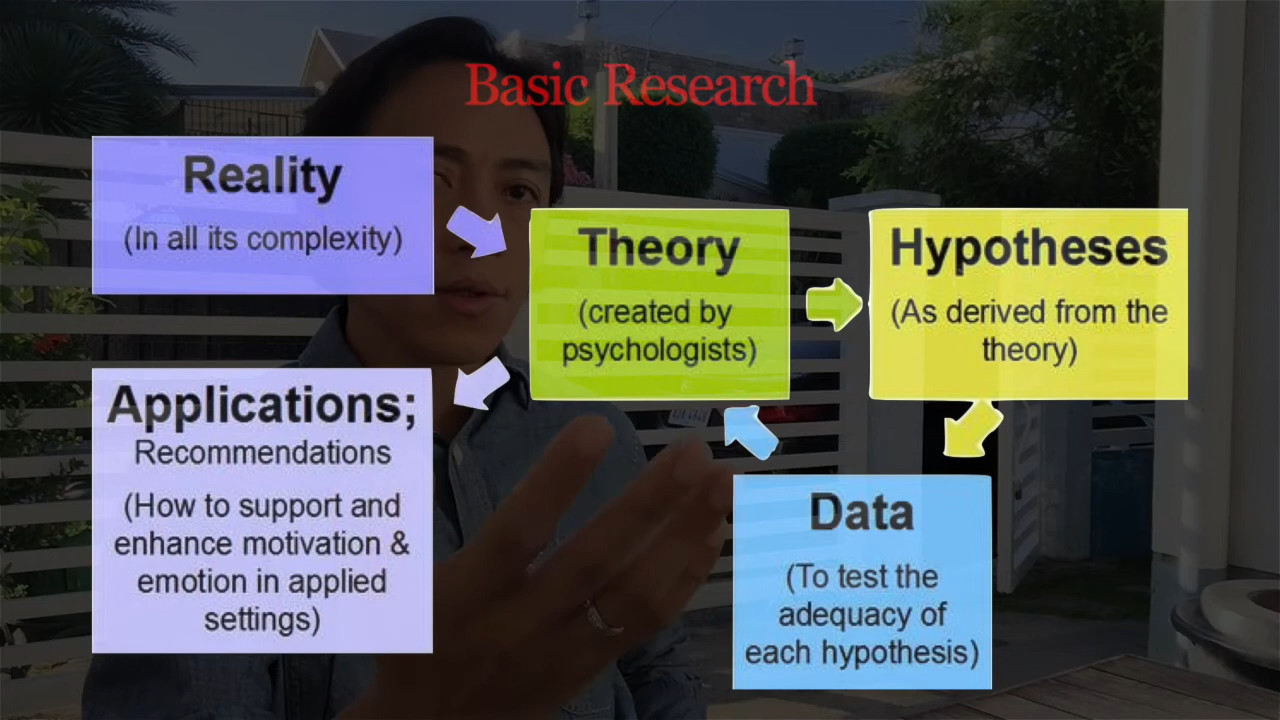 Basic Research
Reality
(In all its complexity)
Theory
(created by
psychologists)
Hypotheses
(As derived from the
theory)
Applications;
Recommendations
(How to support and
enhance motivation &
emotion in applied
settings)
Data
(To test the
adequacy of
each hypothesis)